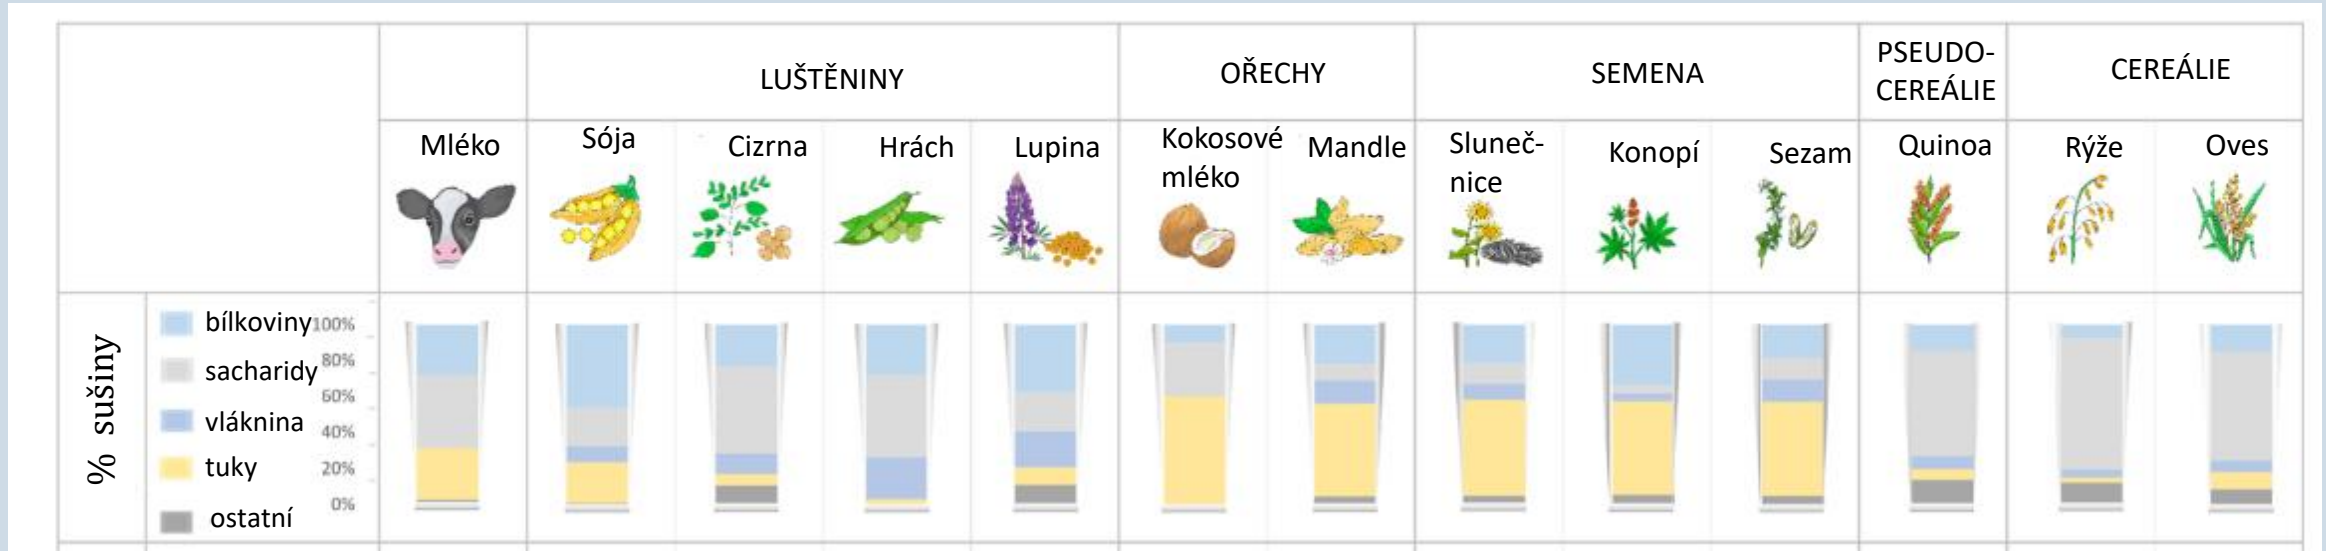 LUŠTĚNINY
OŘECHY
SEMENA
PSEUDO-
CEREÁLIE
CEREÁLIE
Mléko
Sója
Cizrna
Hrách
Lupina
Kokosové
mléko
Mandle
Sluneč-
nice
Konopí
Sezam
Quinoa
Rýže
Oves
% sušiny
bílkoviny
sacharidy
vláknina
tuky
ostatní
100%
80%
60%
40%
20%
0%